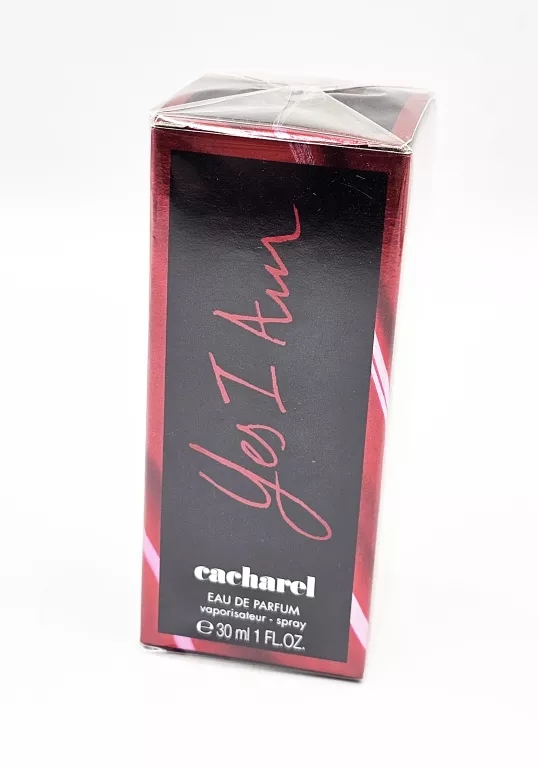 Yes I Am
cacharel
EAU DE PARFUM
vaporisateur - spray
℮ 30 ml 1 FL.OZ.